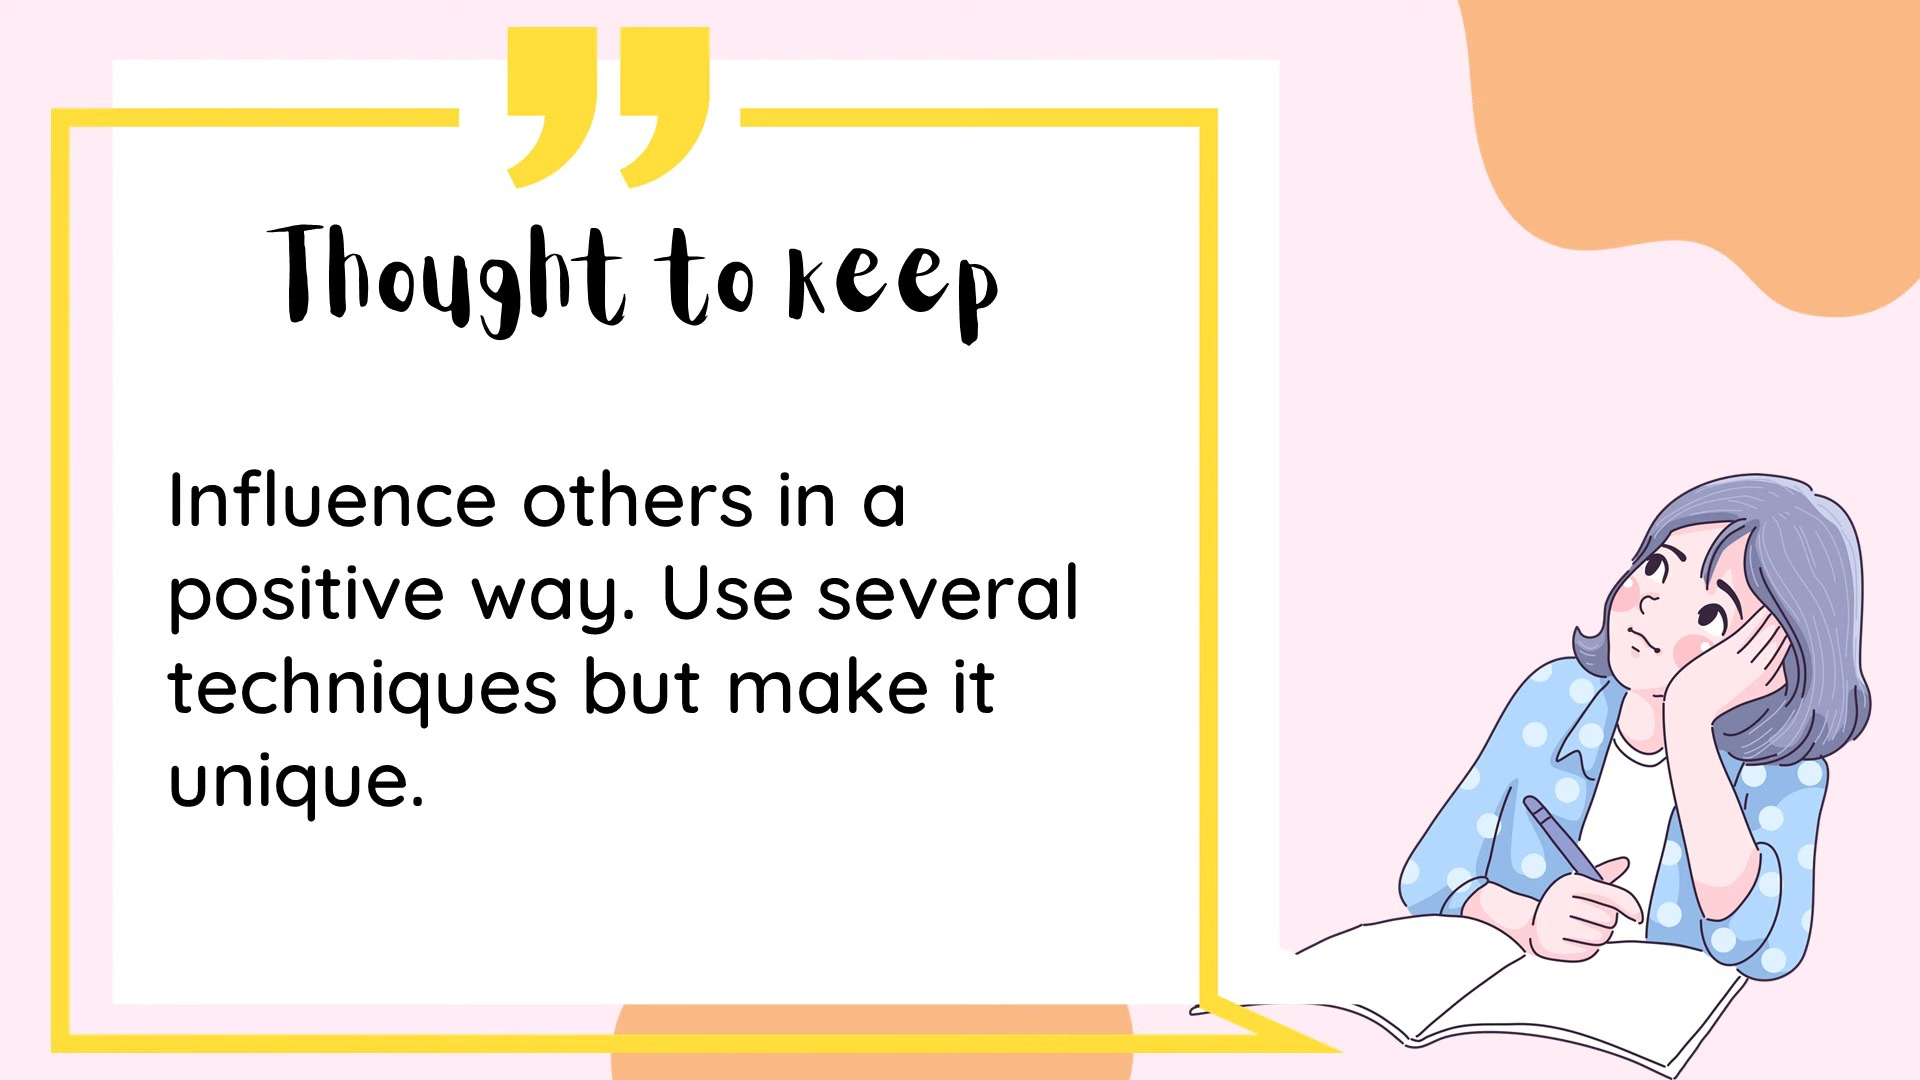 Thought to keep
Influence others in a
positive way. Use several
techniques but make it
unique.